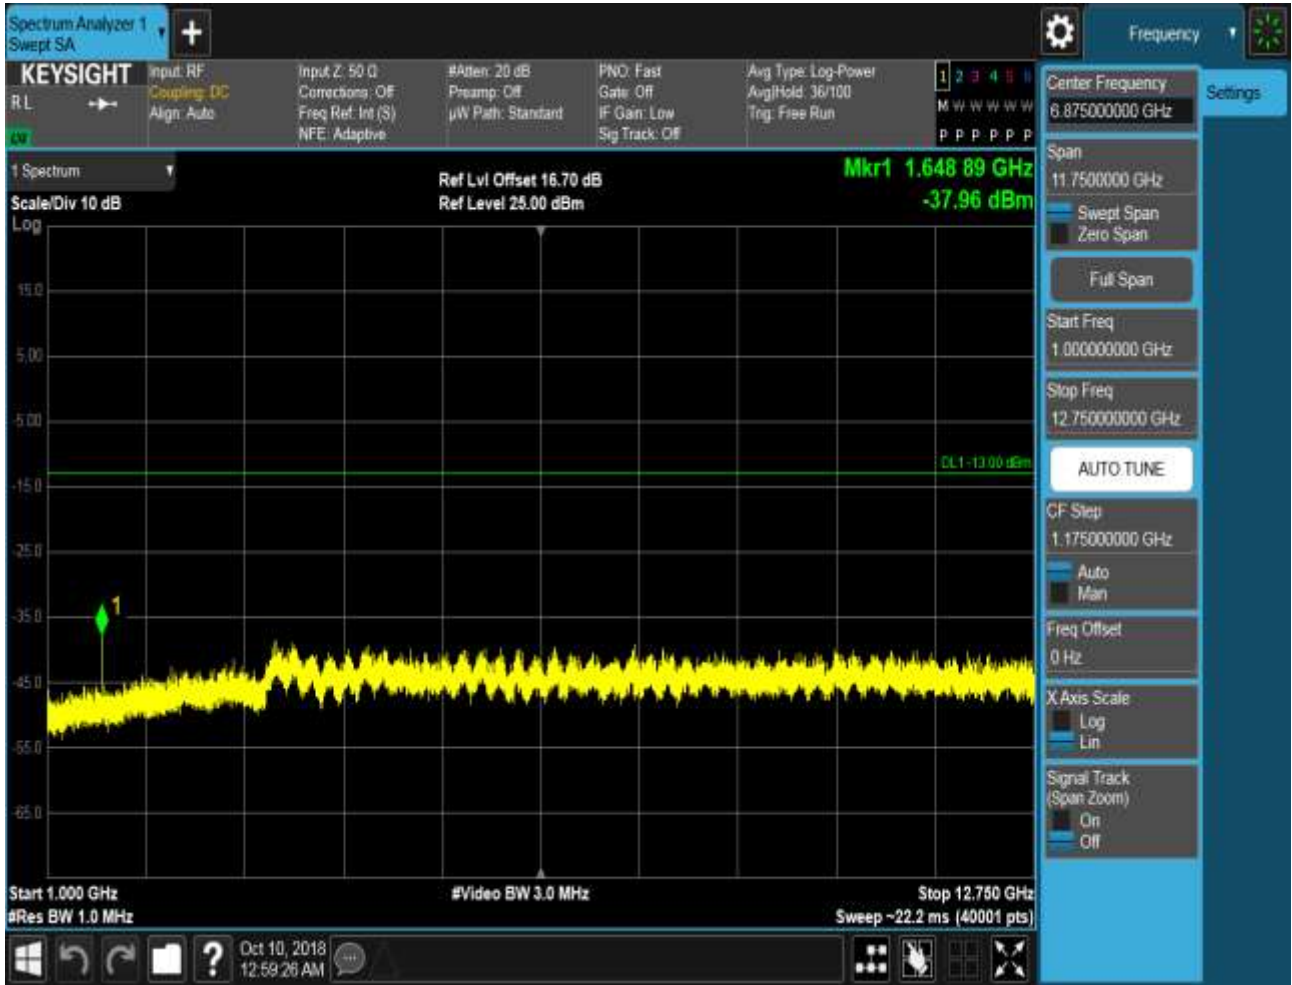 Spectrum Analyzer 1
Swept SA
+
Frequency
KEYSIGHT
R L
Input: RF
Coupling: DC
Align: Auto
Input Z: 50 Ω
Corrections: Off
Freq Ref: Int (S)
NFE: Adaptive
#Atten: 20 dB
Preamp: Off
µW Path: Standard
PNO: Fast
Gate: Off
IF Gain: Low
Sig Track: Off
Avg Type: Log-Power
Avg|Hold: 36/100
Trig: Free Run
1 2 3 4 5 6
M W W W W W
P P P P P P
1 Spectrum
Scale/Div 10 dB
Log
Ref Lvl Offset 16.70 dB
Ref Level 25.00 dBm
Mkr1 1.648 89 GHz
-37.96 dBm
15.0
5.00
-5.00
DL1 -13.00 dBm
-15.0
-25.0
-35.0
1
-45.0
-55.0
-65.0
Start 1.000 GHz
#Res BW 1.0 MHz
#Video BW 3.0 MHz
Stop 12.750 GHz
Sweep ~22.2 ms (40001 pts)
?
Oct 10, 2018
12:59:26 AM
Center Frequency
6.875000000 GHz
Settings
Span
11.7500000 GHz
Swept Span
Zero Span
Full Span
Start Freq
1.000000000 GHz
Stop Freq
12.750000000 GHz
AUTO TUNE
CF Step
1.175000000 GHz
Auto
Man
Freq Offset
0 Hz
X Axis Scale
Log
Lin
Signal Track
(Span Zoom)
On
Off